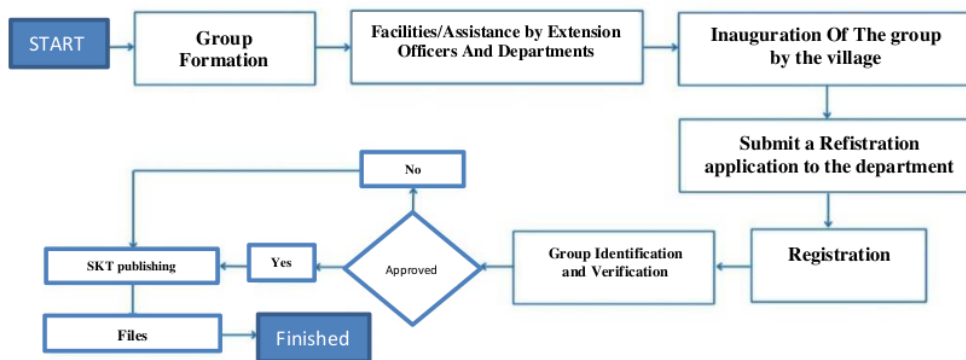 START
Group
Formation
Facilities/Assistance by Extension
Officers And Departments
Inauguration Of The group
by the village
Submit a Refistration
application to the department
Registration
Group Identification
and Verification
Approved
No
Yes
SKT publishing
Files
Finished